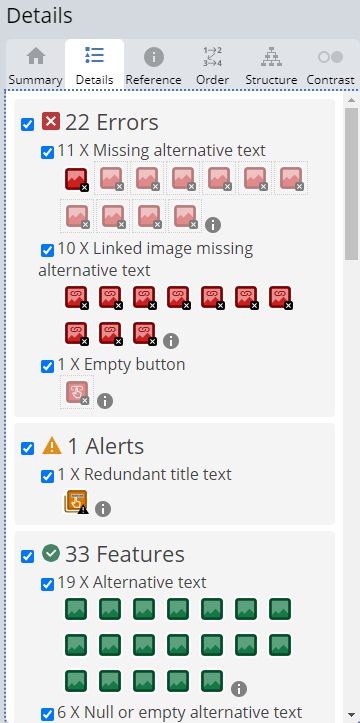 Details
Summary Details Reference Order Structure Contrast
22 Errors
11 X Missing alternative text
10 X Linked image missing
alternative text
1 X Empty button
1 Alerts
1 X Redundant title text
33 Features
19 X Alternative text
6 X Null or empty alternative text